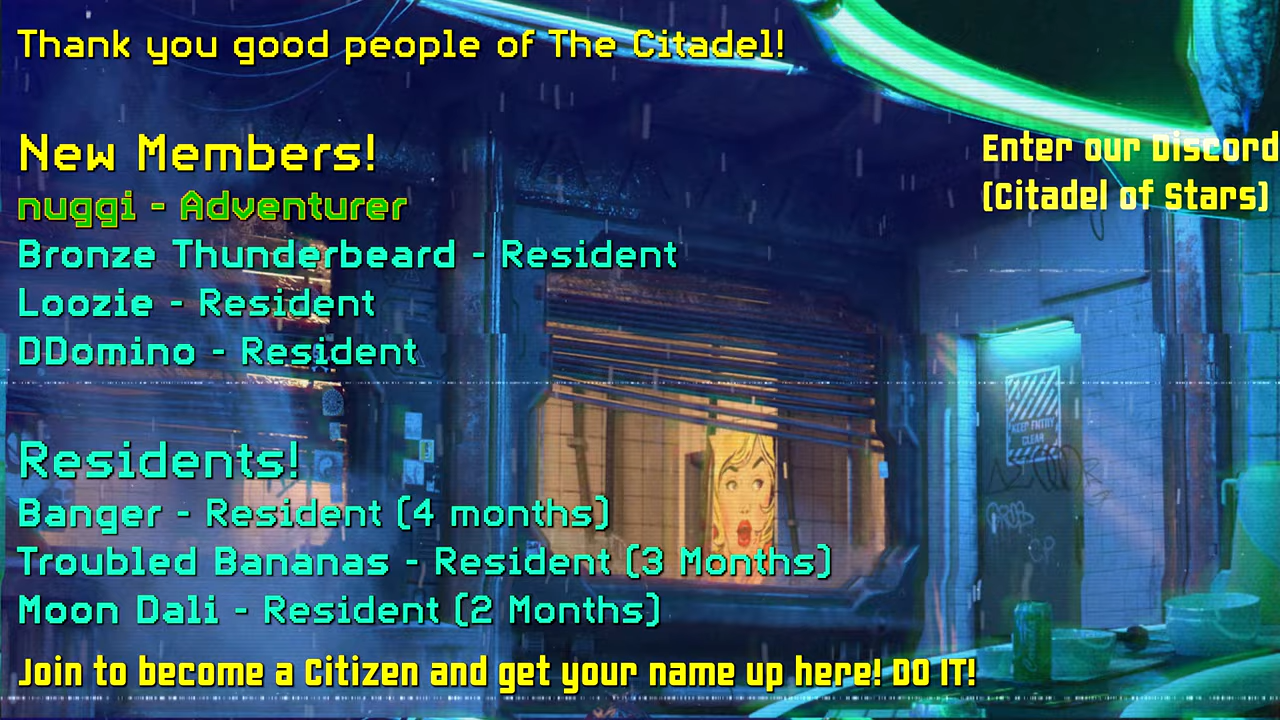 Thank you good people of The Citadel!
New Members!
nuggi - Adventurer
Bronze Thunderbeard - Resident
Loozie - Resident
DDomino - Resident
Enter our Discord
(Citadel of Stars)
KEEP ENTRY
CLEAR
Residents!
Banger - Resident (4 months)
Troubled Bananas - Resident (3 Months)
Moon Dali - Resident (2 Months)
Join to become a Citizen and get your name up here! DO IT!